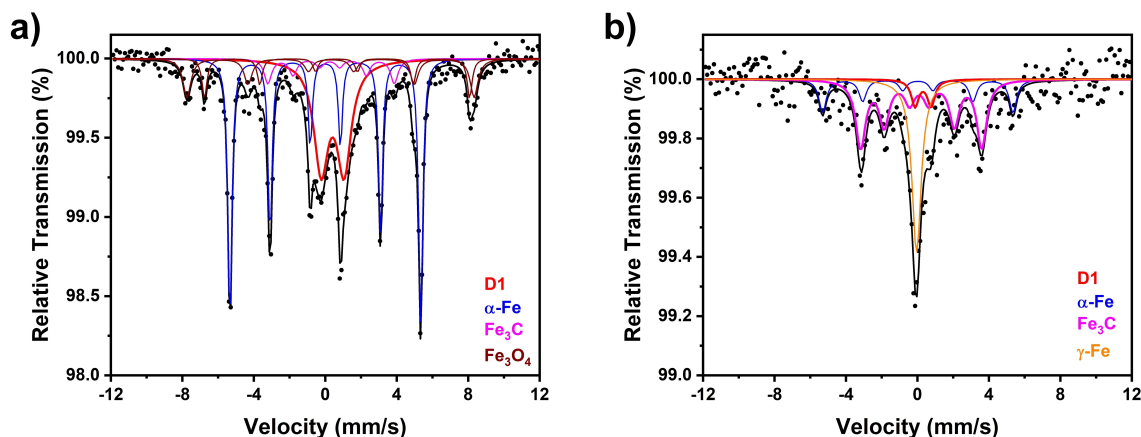 a)
Relative Transmission (%)
100.0
99.5
99.0
98.5
98.0
-12 -8 -4 0 4 8 12
Velocity (mm/s)
D1
α-Fe
Fe₃C
Fe₃O₄
b)
Relative Transmission (%)
100.0
99.8
99.6
99.4
99.2
99.0
-12 -8 -4 0 4 8 12
Velocity (mm/s)
D1
α-Fe
Fe₃C
γ-Fe